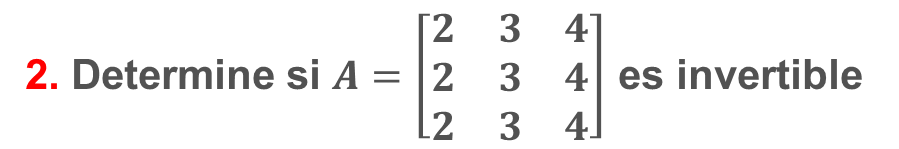 2. Determine si A = [2 3 4
2 3 4
2 3 4] es invertible